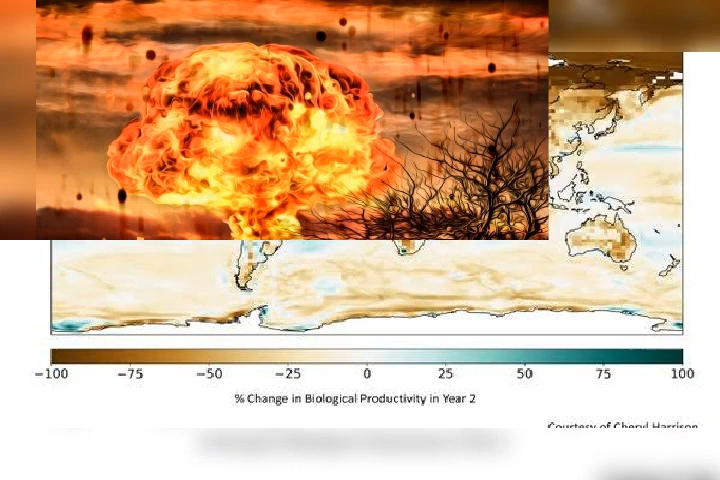 −100 −75 −50 −25 0 25 50 75 100
% Change in Biological Productivity in Year 2
Courtesy of Cheryl Harrison